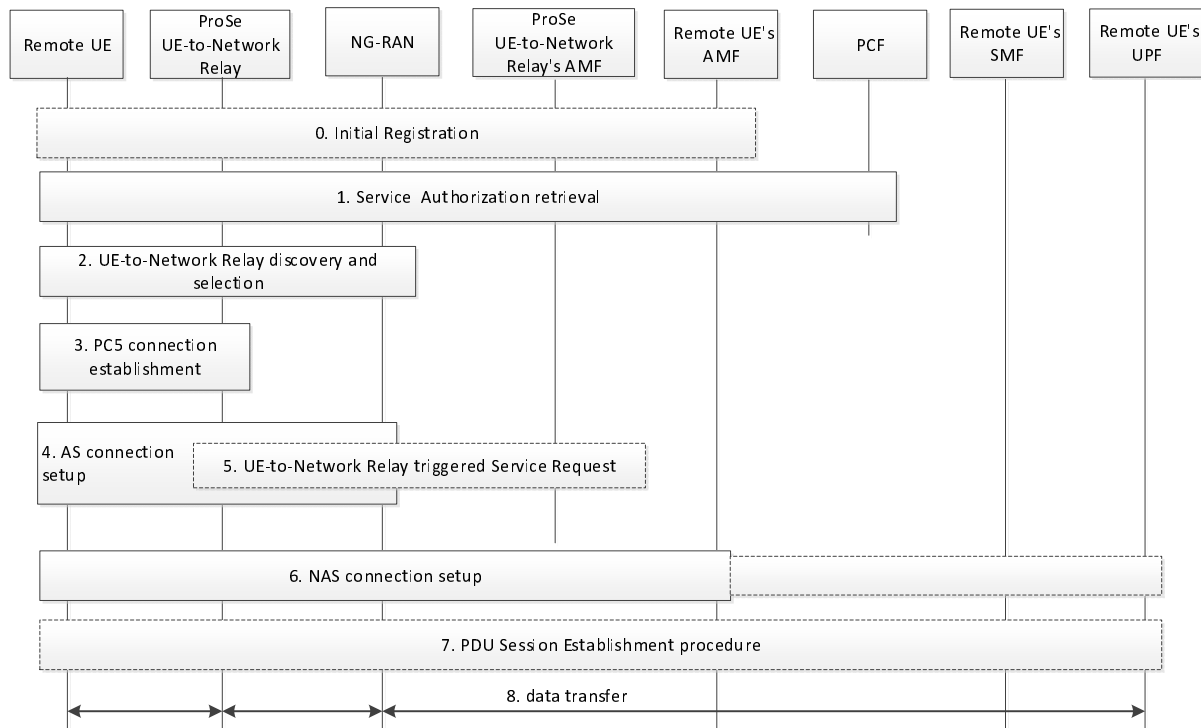 Remote UE
ProSe
UE-to-Network
Relay
NG-RAN
ProSe
UE-to-Network
Relay's AMF
Remote UE's
AMF
PCF
Remote UE's
SMF
Remote UE's
UPF
0. Initial Registration
1. Service Authorization retrieval
2. UE-to-Network Relay discovery and
selection
3. PC5 connection
establishment
4. AS connection
setup
5. UE-to-Network Relay triggered Service Request
6. NAS connection setup
7. PDU Session Establishment procedure
8. data transfer